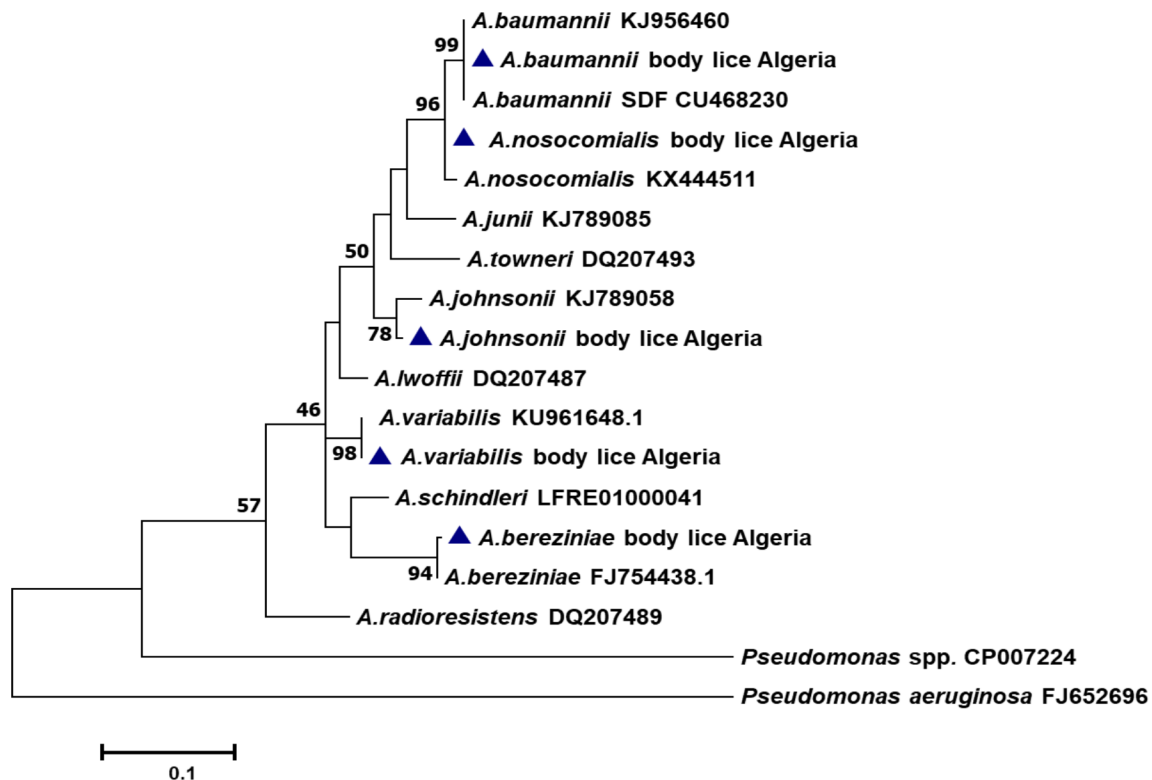 A.baumannii KJ956460
99
A.baumannii body lice Algeria
A.baumannii SDF CU468230
96
A.nosocomialis body lice Algeria
A.nosocomialis KX444511
A.junii KJ789085
50
A.towneri DQ207493
A.johnsonii KJ789058
78
A.johnsonii body lice Algeria
A.lwoffii DQ207487
46
A.variabilis KU961648.1
98
A.variabilis body lice Algeria
57
A.schindleri LFRE01000041
A.bereziniae body lice Algeria
94
A.bereziniae FJ754438.1
A.radioresistens DQ207489
Pseudomonas spp. CP007224
Pseudomonas aeruginosa FJ652696
0.1